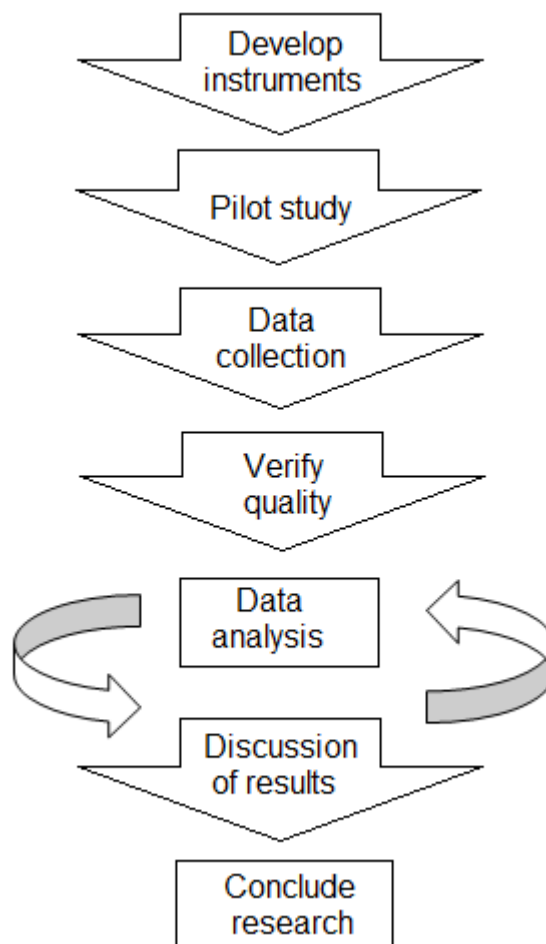 Develop
instruments
Pilot study
Data
collection
Verify
quality
Data
analysis
Discussion
of results
Conclude
research